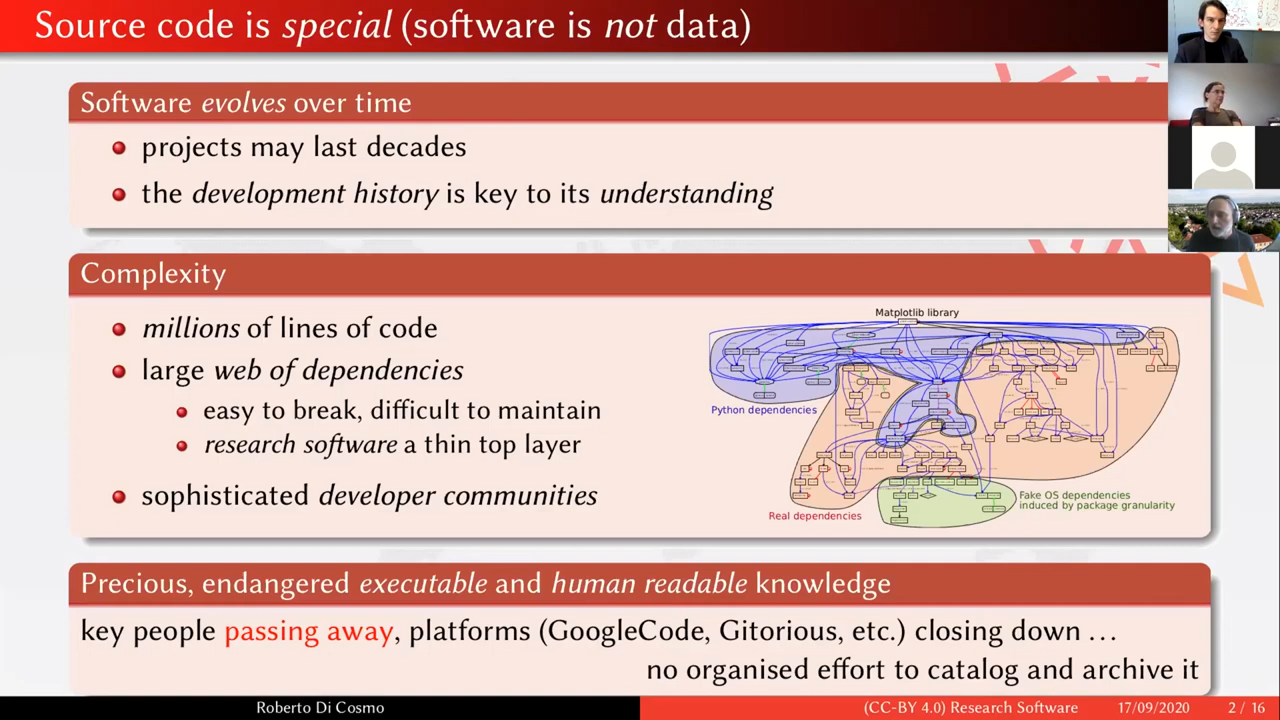 Source code is special (software is not data)
Software evolves over time
projects may last decades
the development history is key to its understanding
Complexity
millions of lines of code
large web of dependencies
easy to break, difficult to maintain
research software a thin top layer
sophisticated developer communities
Matplotlib library
Python dependencies
Real dependencies
Fake OS dependencies
induced by package granularity
Precious, endangered executable and human readable knowledge
key people passing away, platforms (GoogleCode, Gitorious, etc.) closing down …
no organised effort to catalog and archive it
Roberto Di Cosmo
(CC-BY 4.0) Research Software
17/09/2020
2 / 16